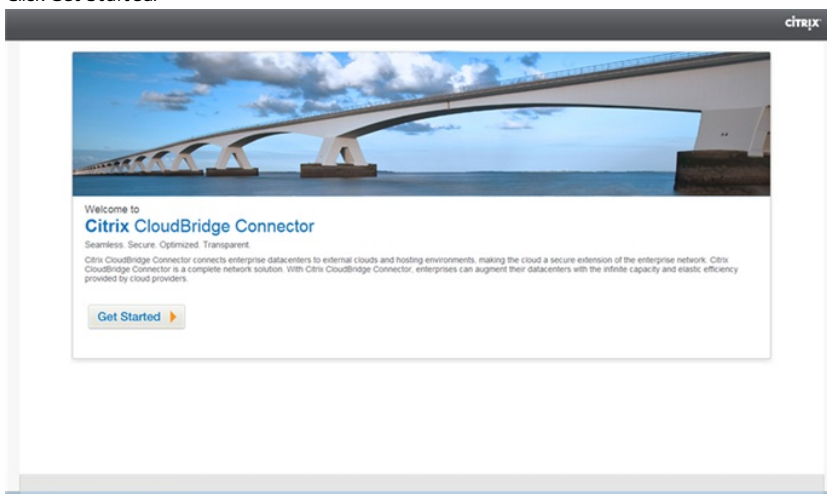 Click Get Started.
CİTRIX
Welcome to
Citrix CloudBridge Connector
Seamless. Secure. Optimized. Transparent.
Citrix CloudBridge Connector connects enterprise datacenters to external clouds and hosting environments, making the cloud a secure extension of the enterprise network. Citrix
CloudBridge Connector is a complete network solution. With Citrix CloudBridge Connector, enterprises can augment their datacenters with the infinite capacity and elastic efficiency
provided by cloud providers.
Get Started